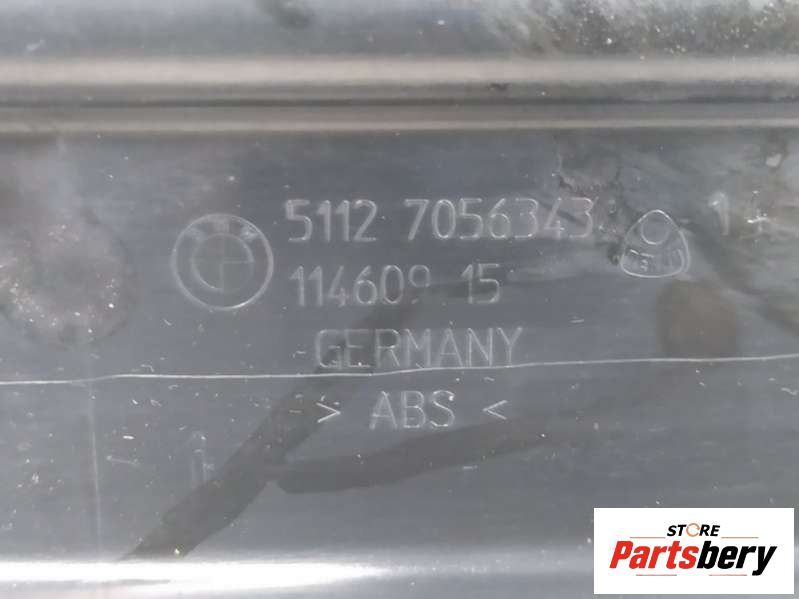 5112 7056343
114609 15
GERMANY
> ABS <
STORE
Partsbery